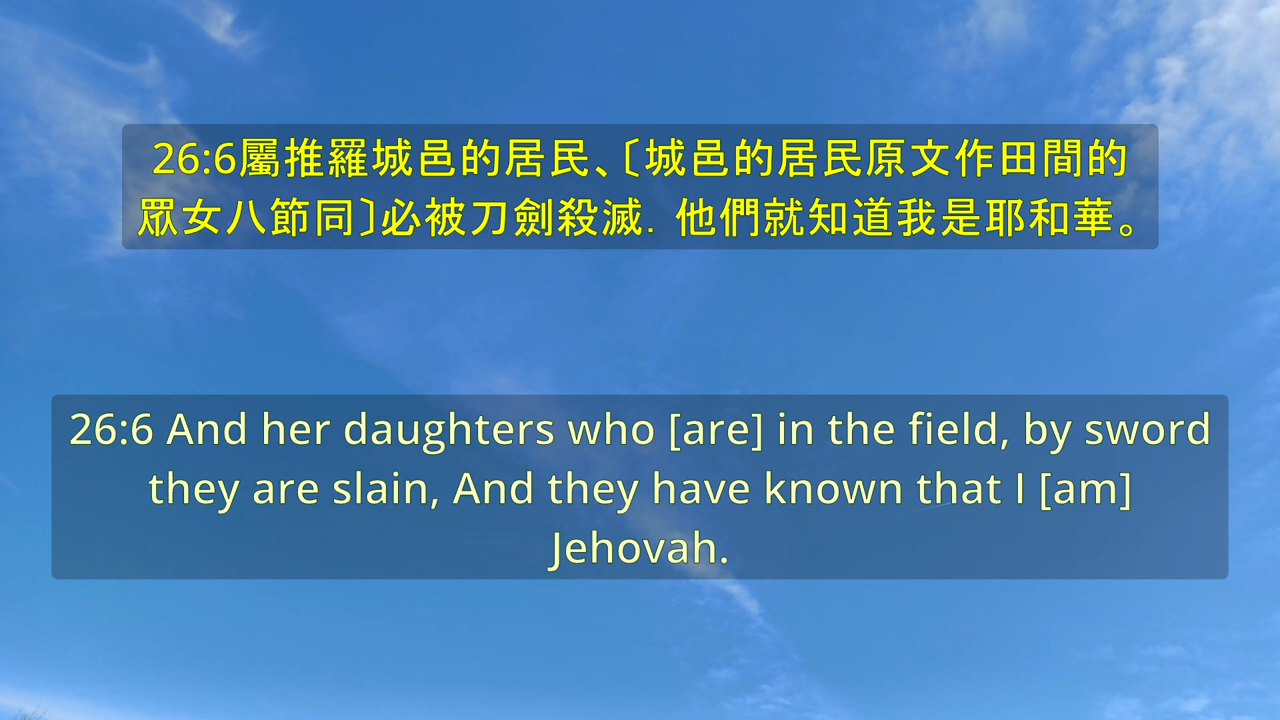 26:6屬推羅城邑的居民、〔城邑的居民原文作田間的
眾女八節同〕必被刀劍殺滅．他們就知道我是耶和華。
26:6 And her daughters who [are] in the field, by sword
they are slain, And they have known that I [am]
Jehovah.